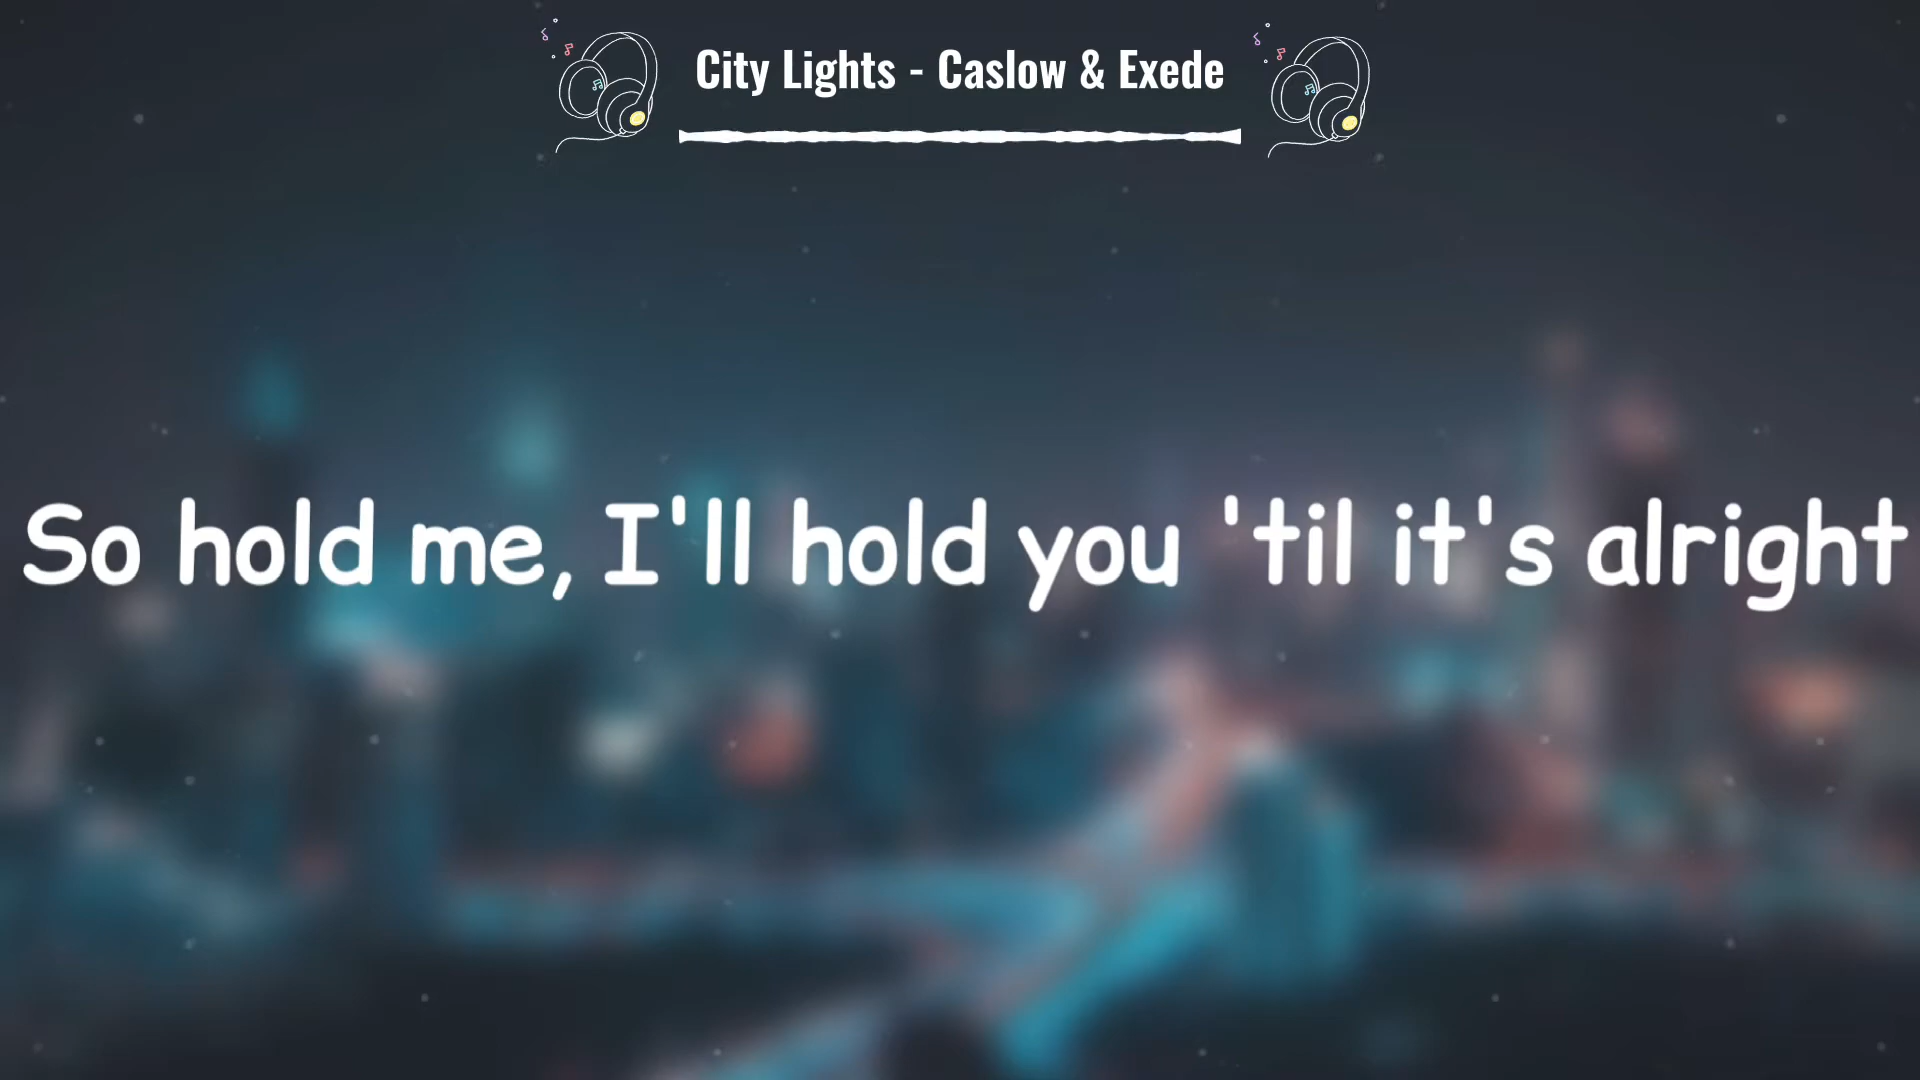 City Lights - Caslow & Exede
So hold me, I'll hold you 'til it's alright